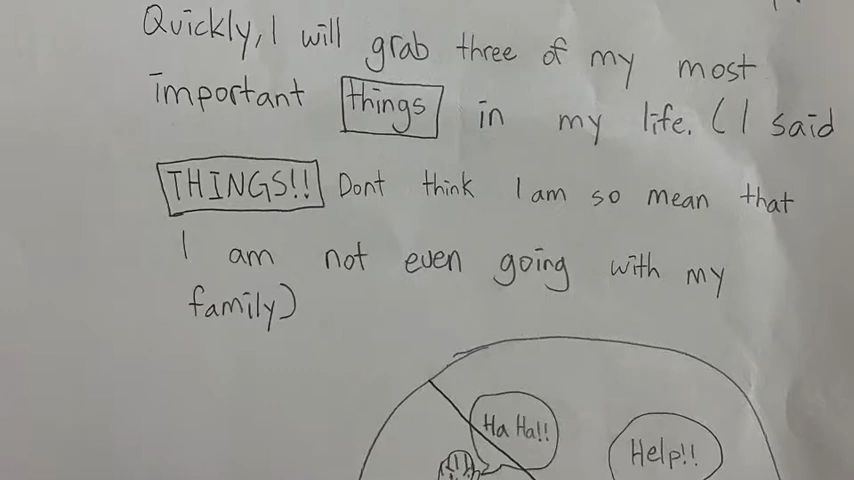 Quickly, I will grab three of my most
important things in my life. (I said
THINGS!! Dont think I am so mean that
I am not even going with my
family)
Ha Ha!!
Help!!